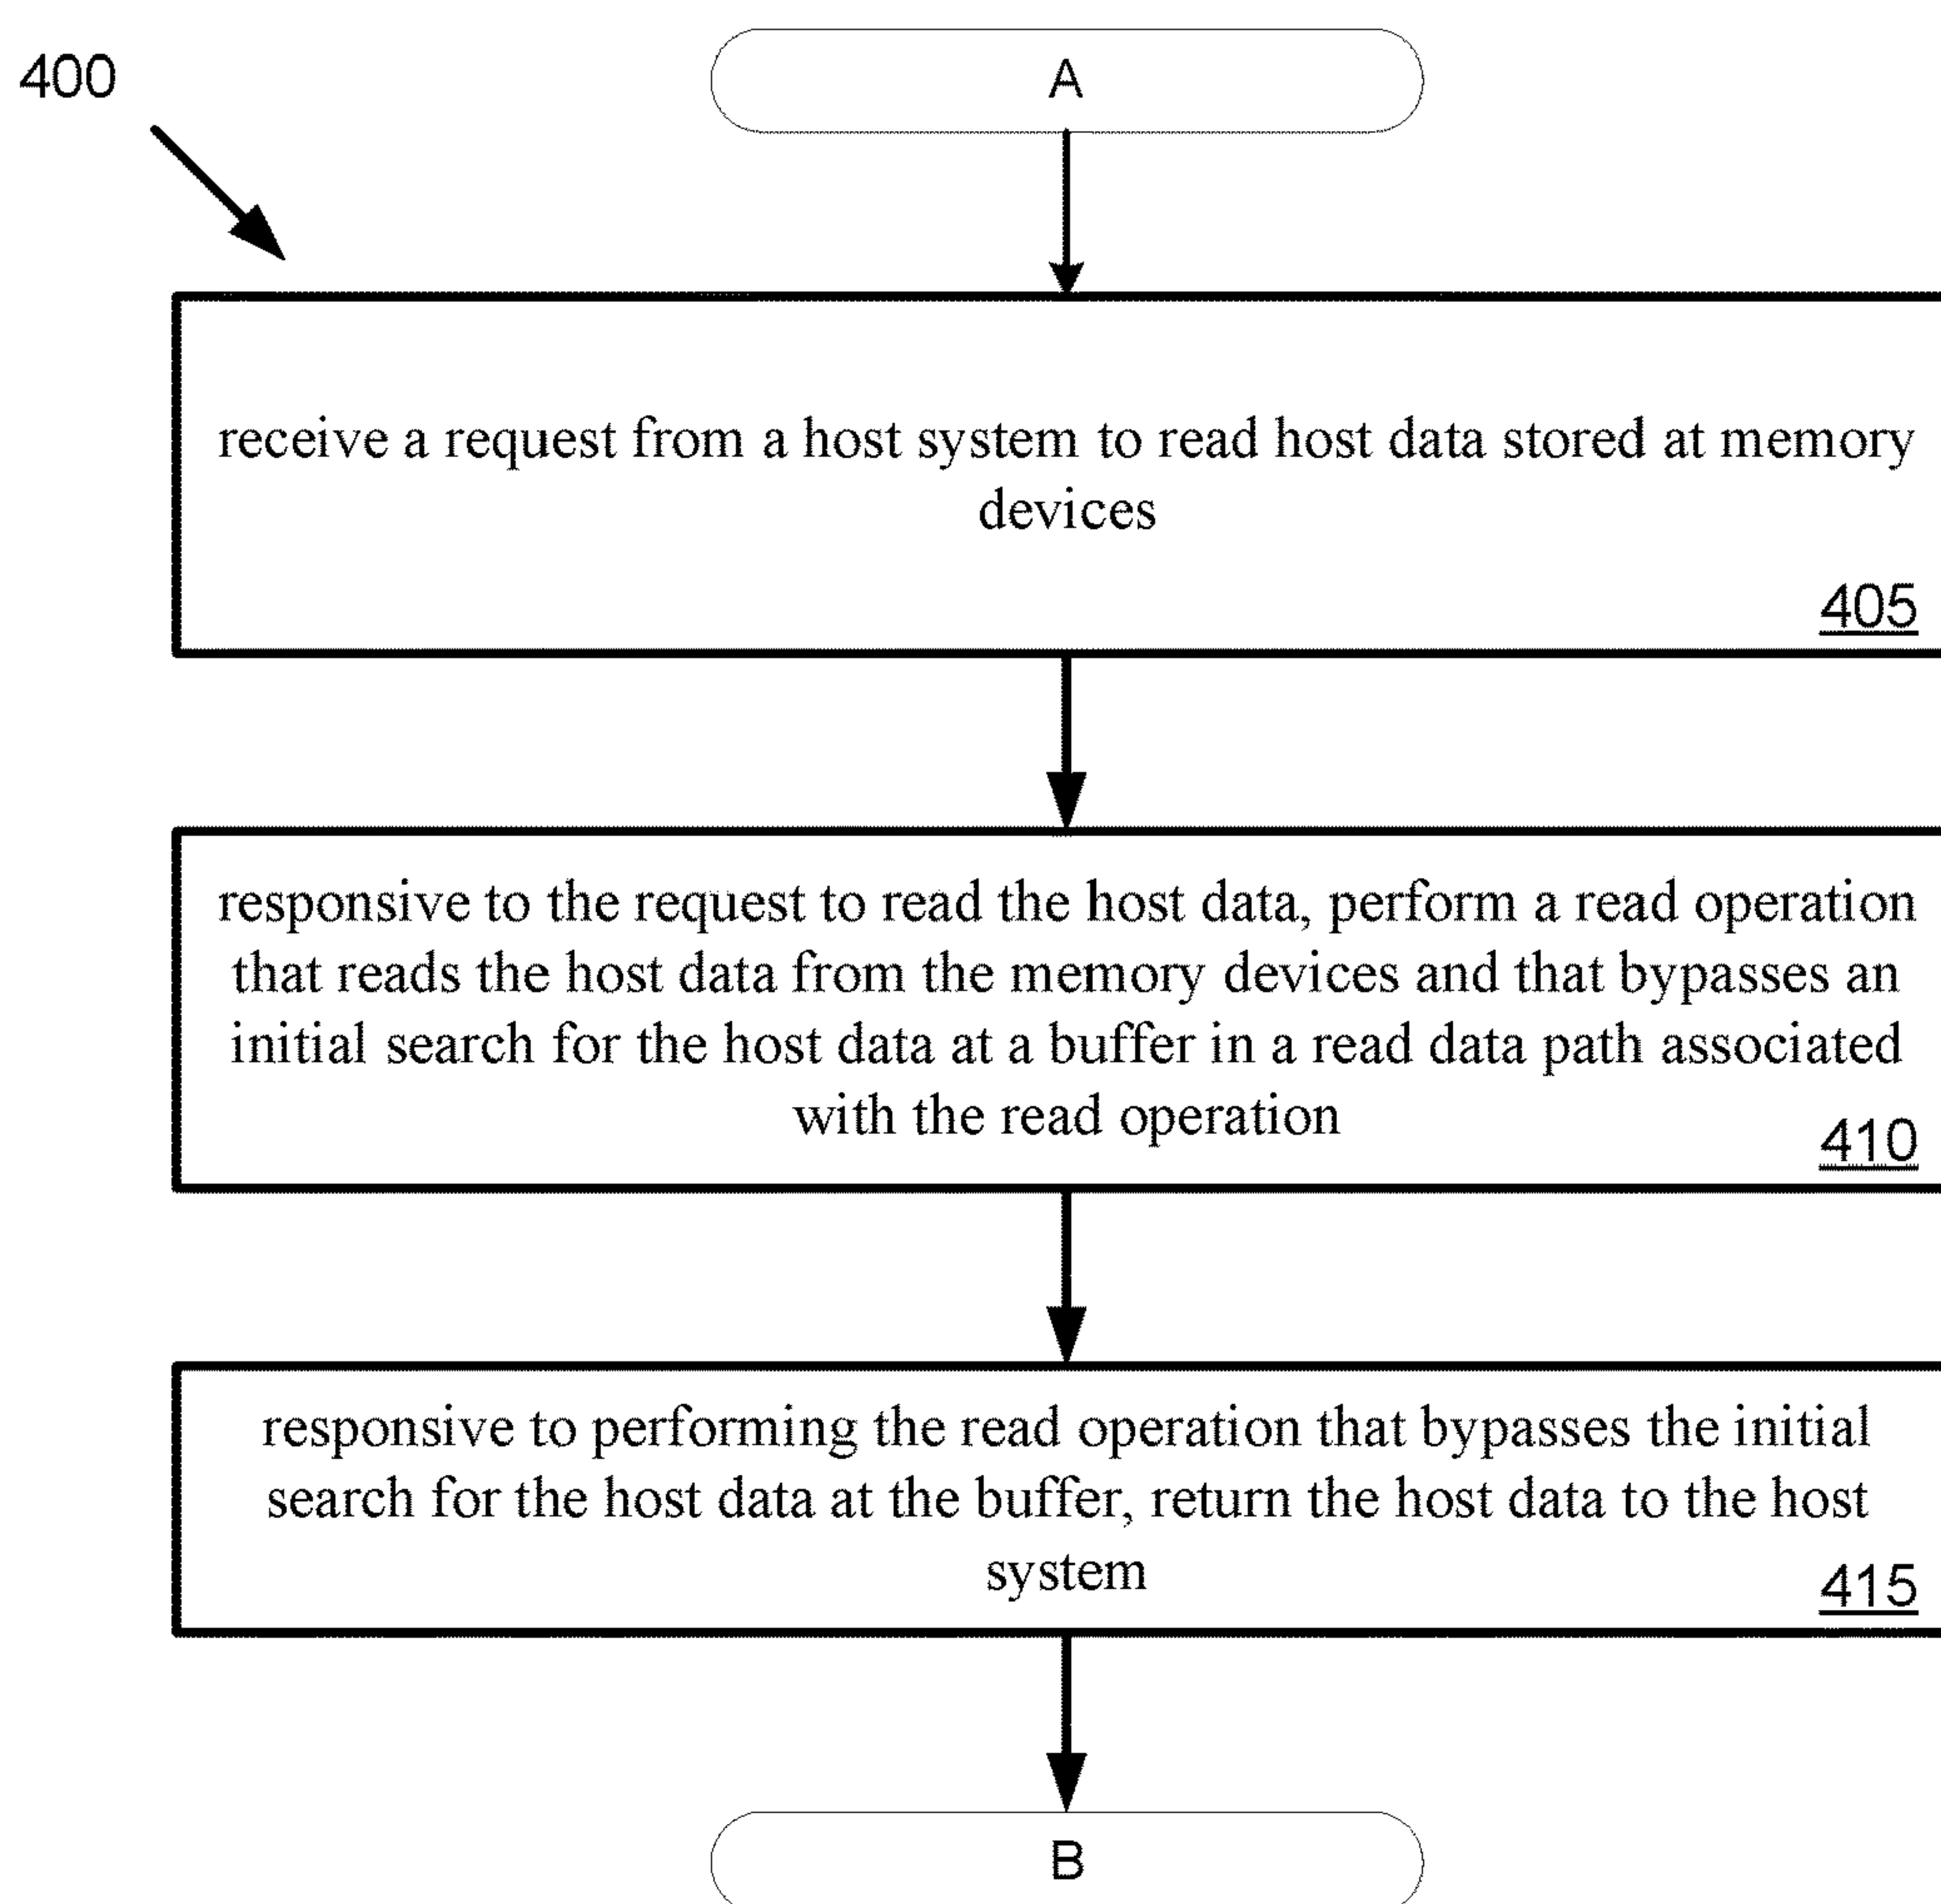 400
A
receive a request from a host system to read host data stored at memory
devices
405
responsive to the request to read the host data, perform a read operation
that reads the host data from the memory devices and that bypasses an
initial search for the host data at a buffer in a read data path associated
with the read operation
410
responsive to performing the read operation that bypasses the initial
search for the host data at the buffer, return the host data to the host
system
415
B